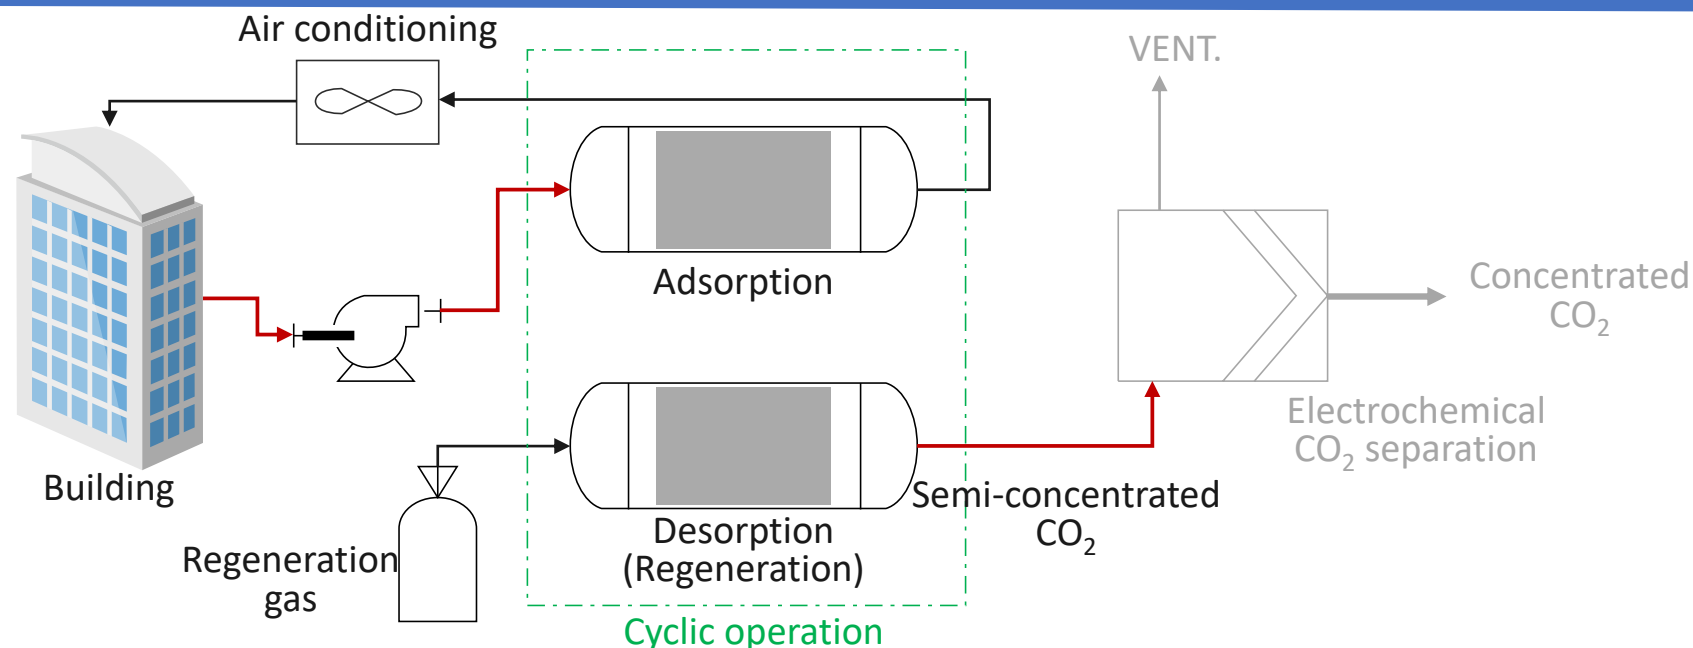 Air conditioning
VENT.
Adsorption
Concentrated
CO₂
Electrochemical
CO₂ separation
Building
Semi-concentrated
CO₂
Desorption
(Regeneration)
Regeneration
gas
Cyclic operation